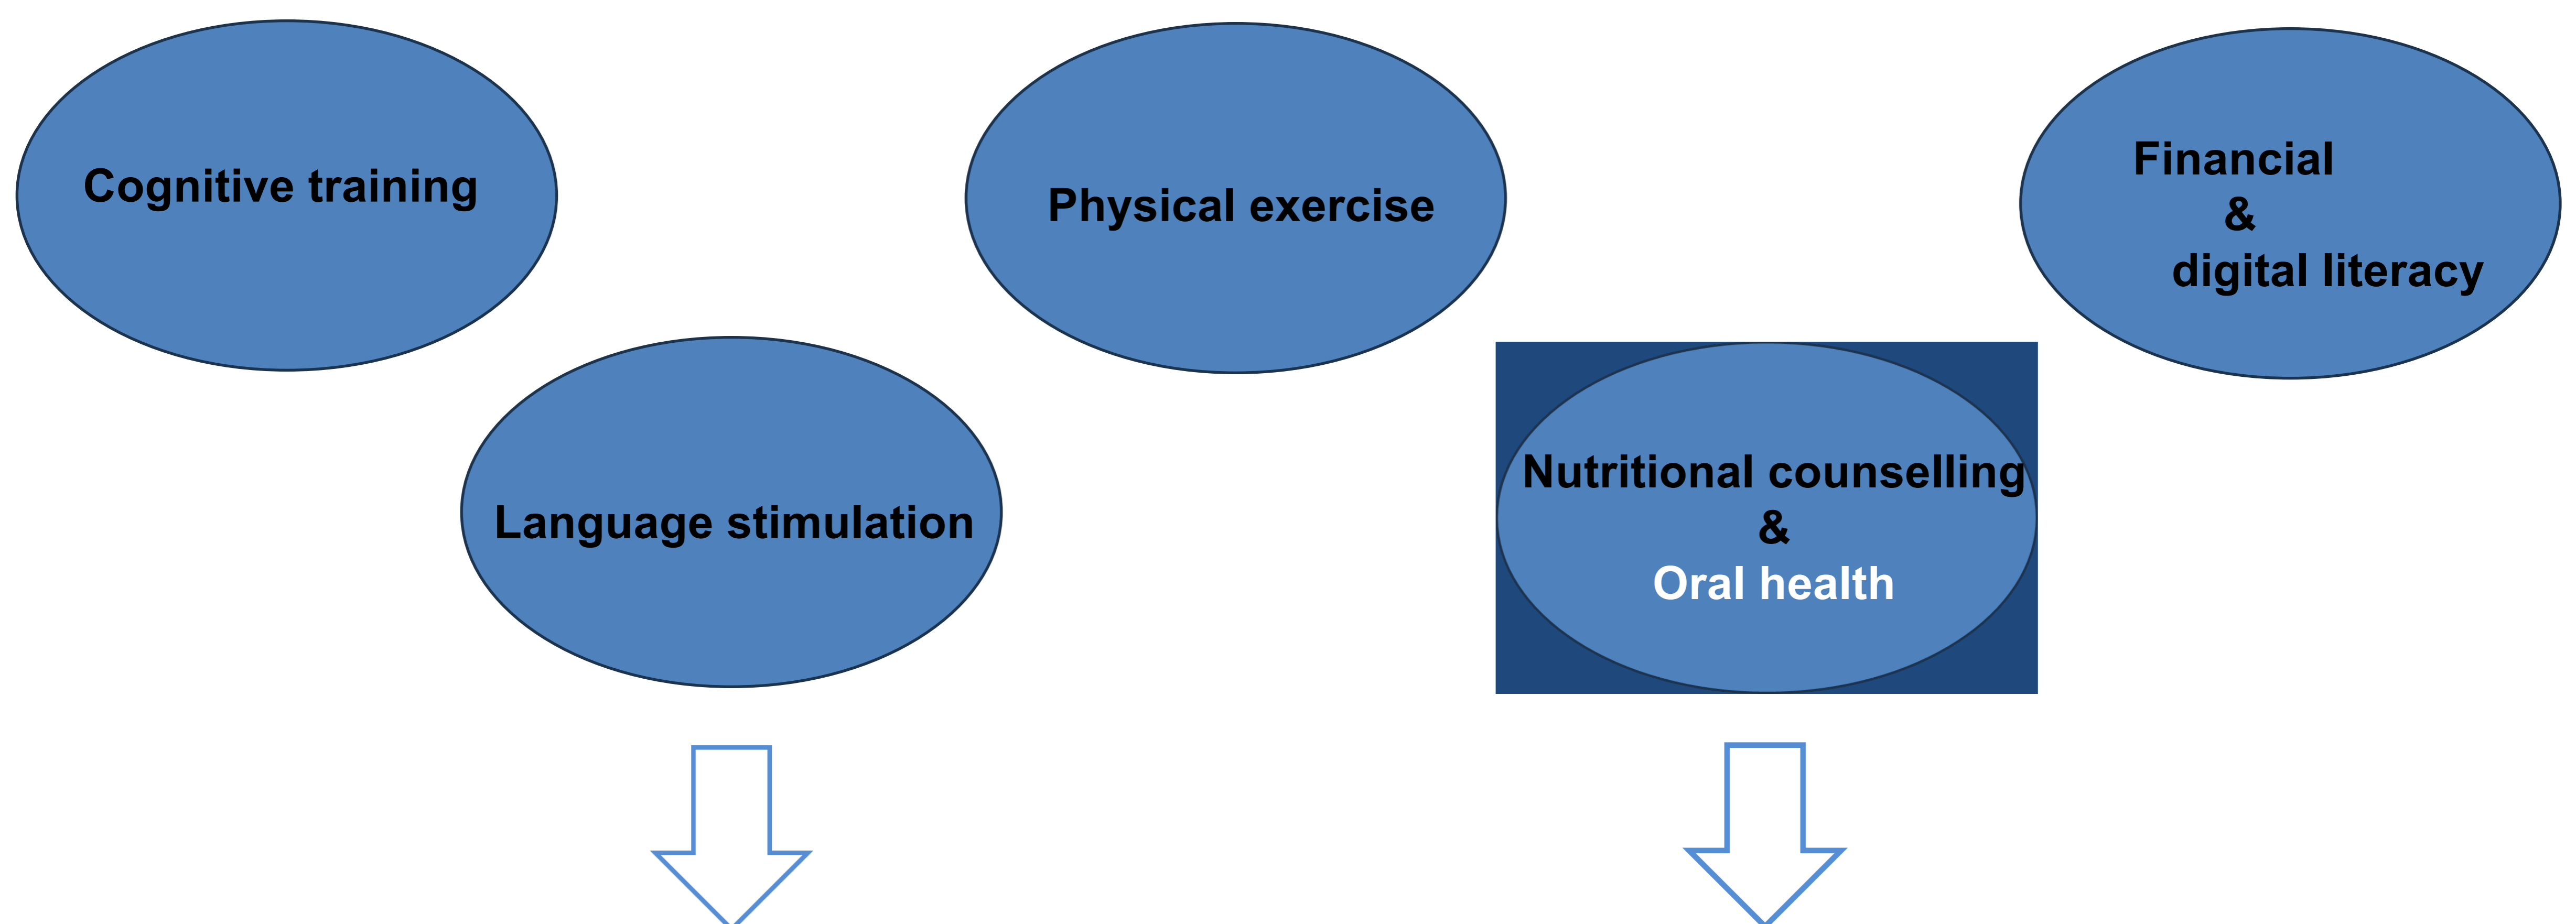 Cognitive training
Physical exercise
Financial
&
digital literacy
Language stimulation
Nutritional counselling
&
Oral health